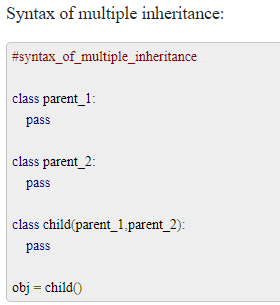 Syntax of multiple inheritance:
#syntax_of_multiple_inheritance
class parent_1:
pass
class parent_2:
pass
class child(parent_1,parent_2):
pass
obj = child()